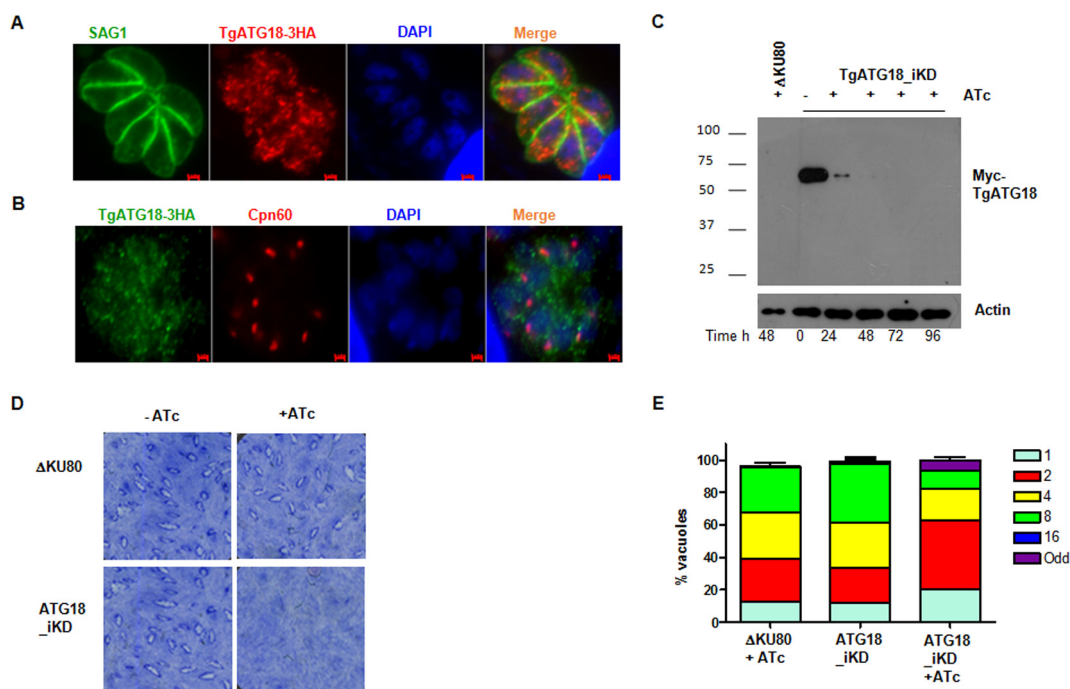 A
SAG1 TgATG18-3HA DAPI Merge
B
TgATG18-3HA Cpn60 DAPI Merge
C
ΔKU80
TgATG18_iKD
+ - + + + + ATc
100
75
50
37
25
Myc-
TgATG18
Actin
Time h 48 0 24 48 72 96
D
- ATc +ATc
ΔKU80
ATG18
_iKD
E
% vacuoles
100
80
60
40
20
0
ΔKU80
+ ATc
ATG18
_iKD
ATG18
_iKD
+ATc
1
2
4
8
16
Odd